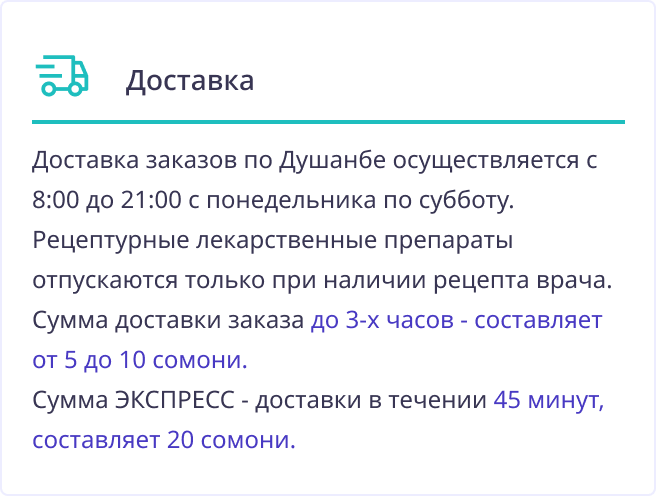 Доставка
Доставка заказов по Душанбе осуществляется с
8:00 до 21:00 с понедельника по субботу.
Рецептурные лекарственные препараты
отпускаются только при наличии рецепта врача.
Сумма доставки заказа до 3-х часов - составляет
от 5 до 10 сомони.
Сумма ЭКСПРЕСС - доставки в течении 45 минут,
составляет 20 сомони.